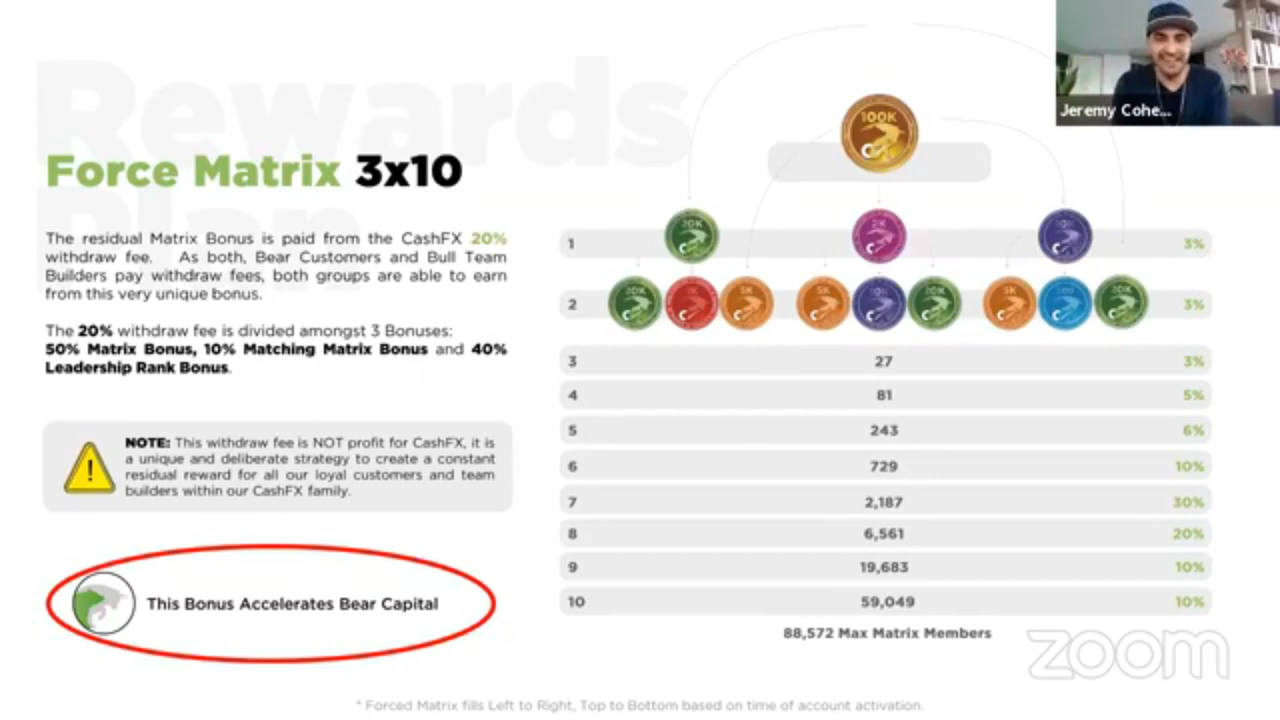 Rewards
Plan
Force Matrix 3x10
The residual Matrix Bonus is paid from the CashFX 20%
withdraw fee. As both, Bear Customers and Bull Team
Builders pay withdraw fees, both groups are able to earn
from this very unique bonus.
The 20% withdraw fee is divided amongst 3 Bonuses:
50% Matrix Bonus, 10% Matching Matrix Bonus and 40%
Leadership Rank Bonus.
NOTE: This withdraw fee is NOT profit for CashFX, it is
a unique and deliberate strategy to create a constant
residual reward for all our loyal customers and team
builders within our CashFX family.
This Bonus Accelerates Bear Capital
Jeremy Cohe...
100K
1 3%
2 3%
3 27 3%
4 81 5%
5 243 6%
6 729 10%
7 2,187 30%
8 6,561 20%
9 19,683 10%
10 59,049 10%
88,572 Max Matrix Members
zoom
* Forced Matrix fills Left to Right, Top to Bottom based on time of account activation.